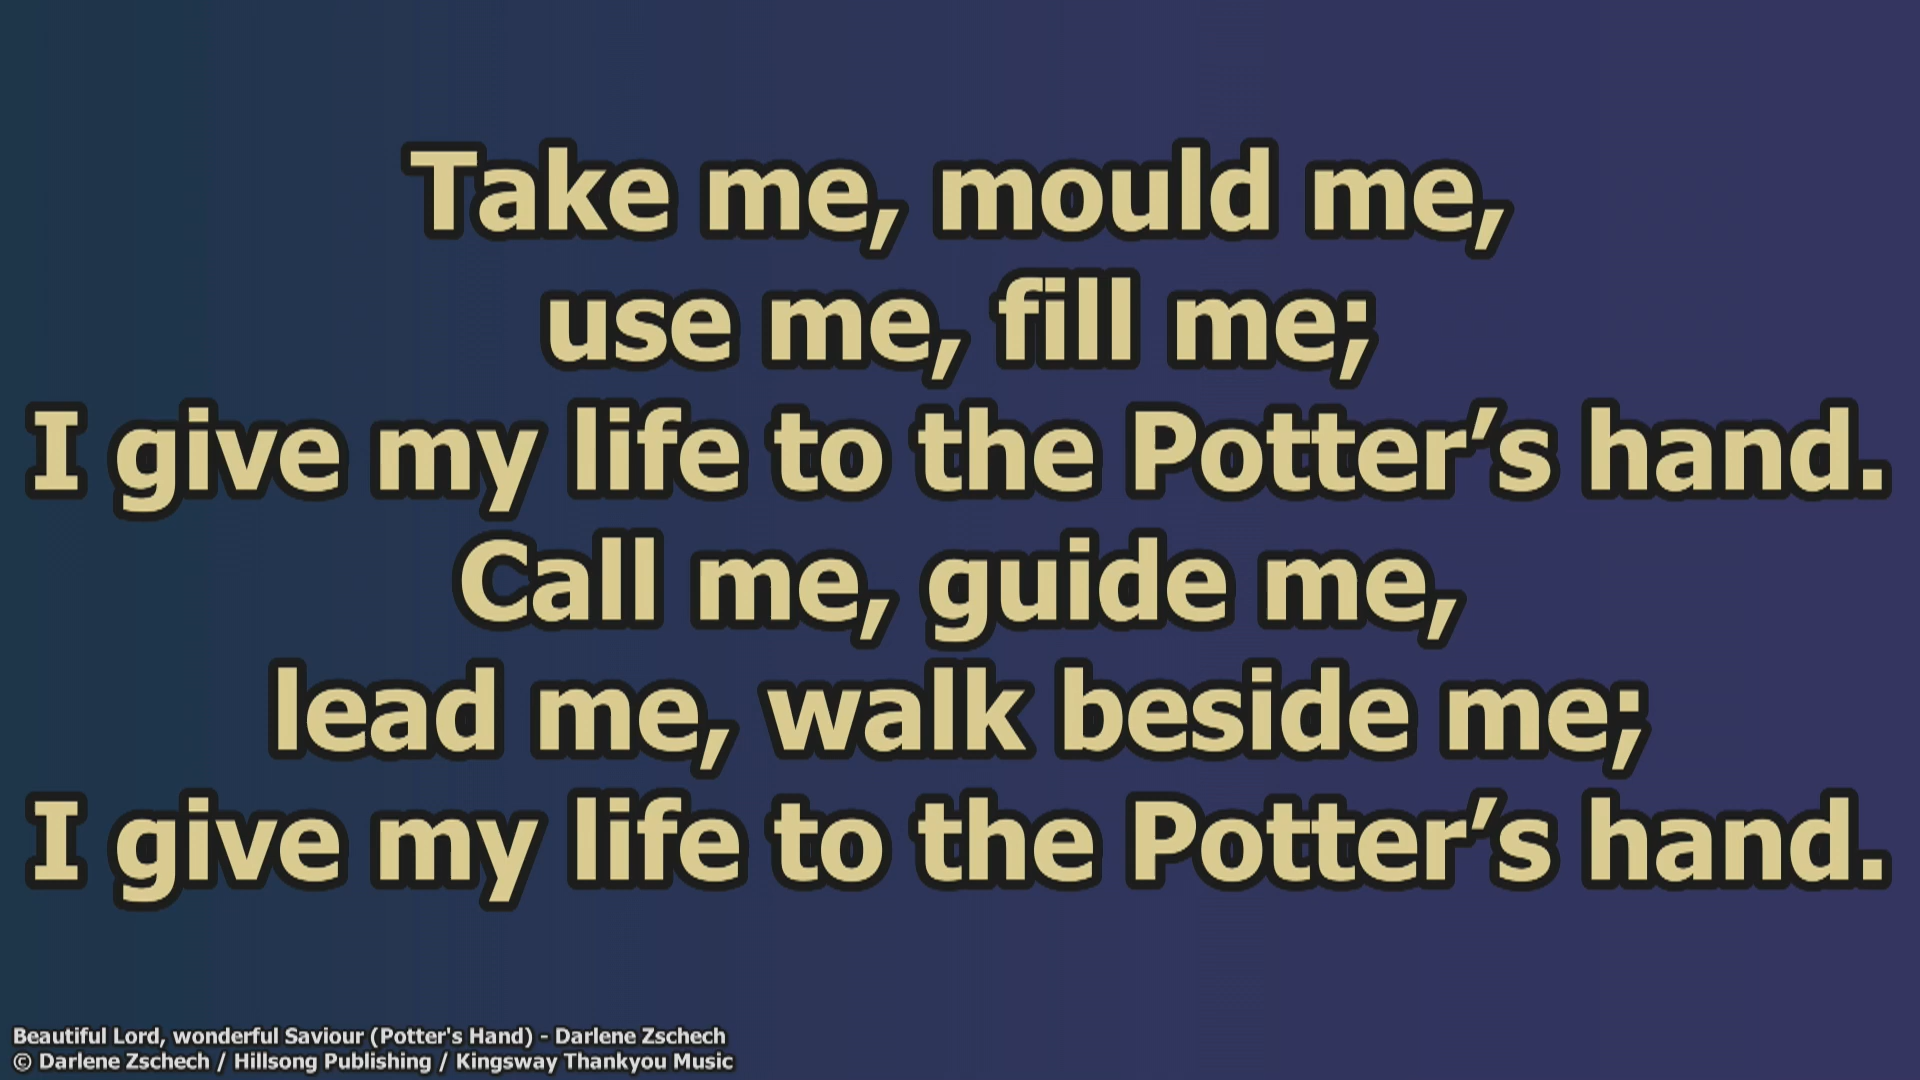 Take me, mould me,
use me, fill me;
I give my life to the Potter’s hand.
Call me, guide me,
lead me, walk beside me;
I give my life to the Potter’s hand.
Beautiful Lord, wonderful Saviour (Potter's Hand) - Darlene Zschech
© Darlene Zschech / Hillsong Publishing / Kingsway Thankyou Music